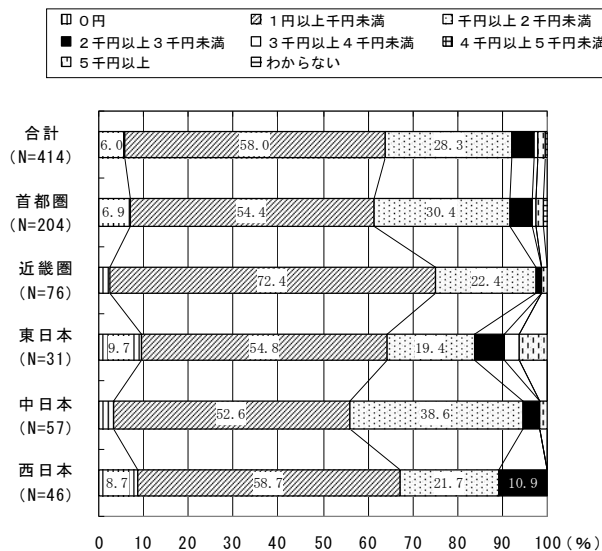 ０円 １円以上千円未満 千円以上２千円未満
２千円以上３千円未満 ３千円以上４千円未満 ４千円以上５千円未満
５千円以上 わからない
合計
(N=414)
6.0 58.0 28.3
首都圏
(N=204)
6.9 54.4 30.4
近畿圏
(N=76)
72.4 22.4
東日本
(N=31)
9.7 54.8 19.4
中日本
(N=57)
52.6 38.6
西日本
(N=46)
8.7 58.7 21.7 10.9
0 10 20 30 40 50 60 70 80 90 100 (％)